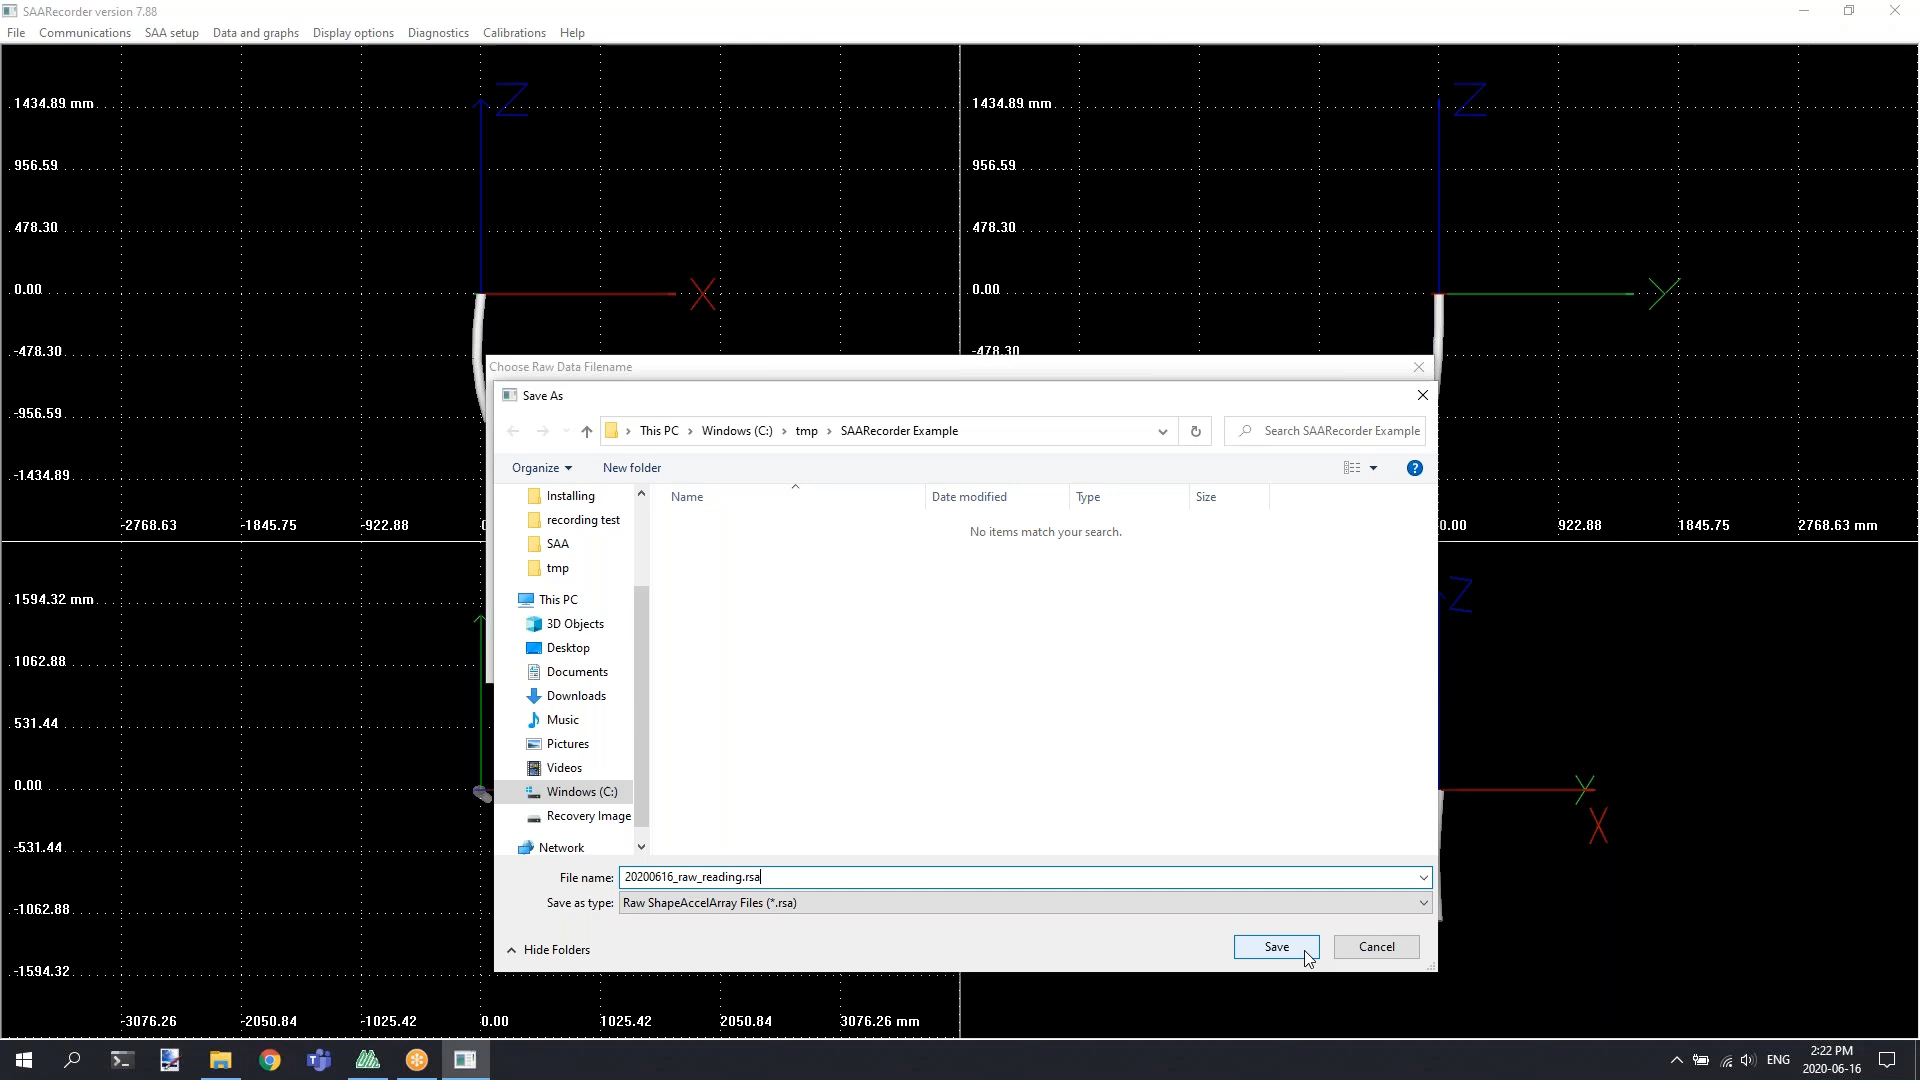 SAARecorder version 7.88
File Communications SAA setup Data and graphs Display options Diagnostics Calibrations Help
1434.89 mm
956.59
478.30
0.00
-478.30
-956.59
-1434.89
-2768.63 -1845.75 -922.88
Z
X
1434.89 mm
956.59
478.30
0.00
-478.30
0.00 922.88 1845.75 2768.63 mm
Z
Y
Choose Raw Data Filename
Save As
This PC Windows (C:) tmp SAARecorder Example
Search SAARecorder Example
Organize New folder
Name Date modified Type Size
No items match your search.
Installing
recording test
SAA
tmp
This PC
3D Objects
Desktop
Documents
Downloads
Music
Pictures
Videos
Windows (C:)
Recovery Image
Network
File name: 20200616_raw_reading.rsa
Save as type: Raw ShapeAccelArray Files (*.rsa)
Hide Folders
Save Cancel
1594.32 mm
1062.88
531.44
0.00
-531.44
-1062.88
-1594.32
-3076.26 -2050.84 -1025.42 0.00 1025.42 2050.84 3076.26 mm
Z
Y
X
ENG
2:22 PM
2020-06-16